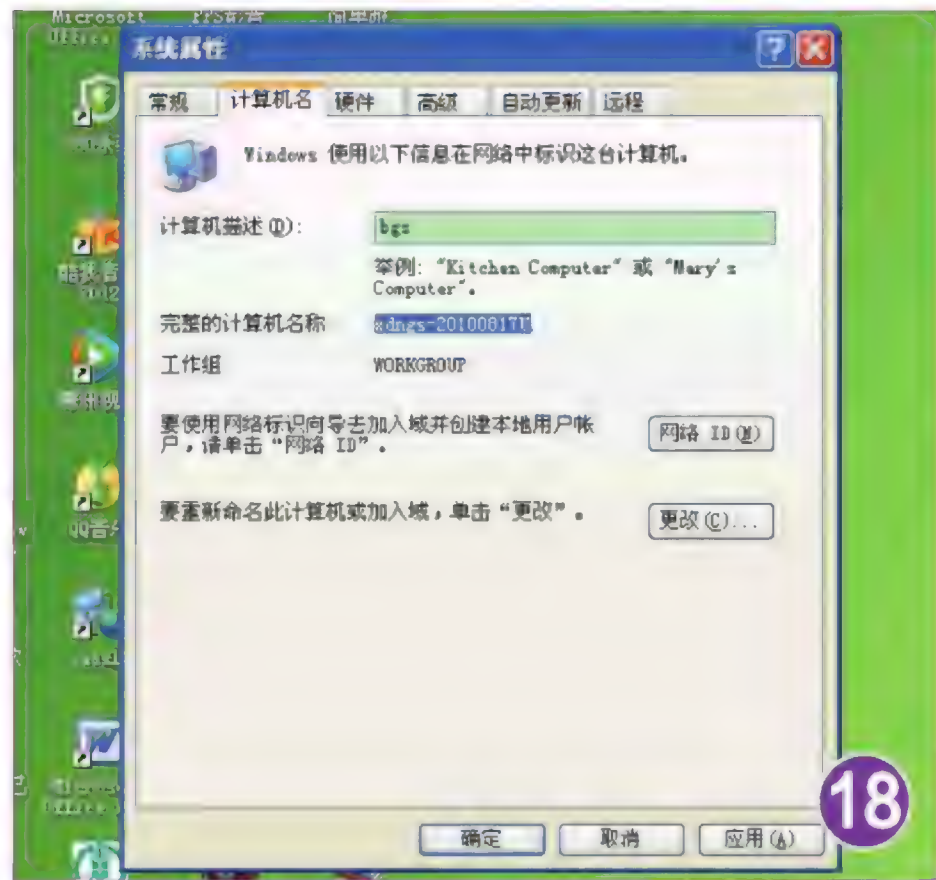 Microsoft
系统属性
常规 计算机名 硬件 高级 自动更新 远程
Windows 使用以下信息在网络中标识这台计算机。
计算机描述(D):
举例: "Kitchen Computer" 或 "Mary's
Computer"。
完整的计算机名称
工作组 WORKGROUP
要使用网络标识向导去加入域并创建本地用户帐
户，请单击“网络 ID”。
网络 ID(N)
要重新命名此计算机或加入域，单击“更改”。
更改(C)...
确定 取消 应用(A)
18